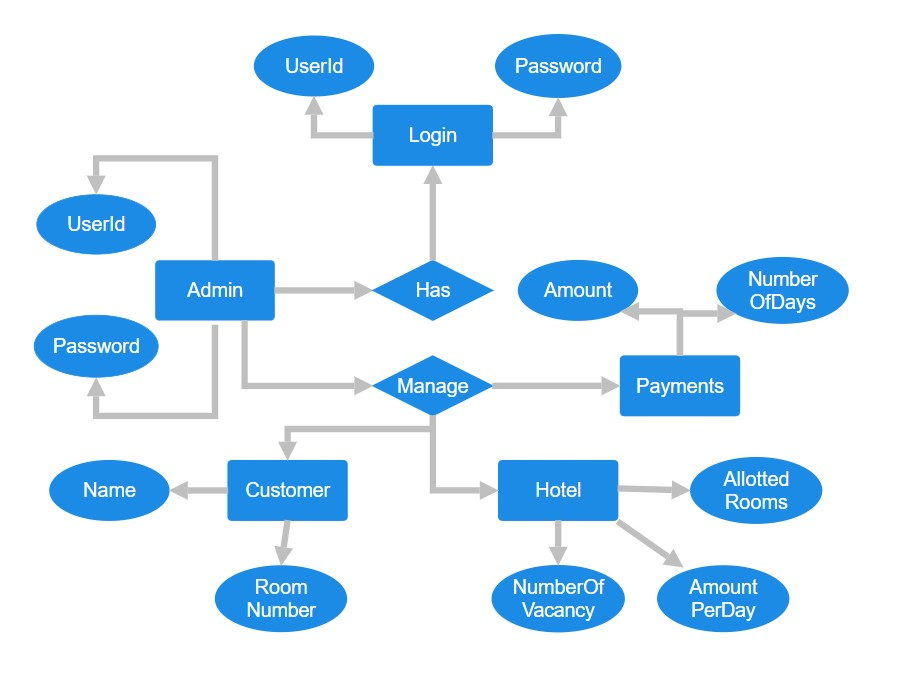 UserId
Password
Login
UserId
Admin
Has
Amount
Number
OfDays
Password
Manage
Payments
Name
Customer
Hotel
Allotted
Rooms
Room
Number
NumberOf
Vacancy
Amount
PerDay